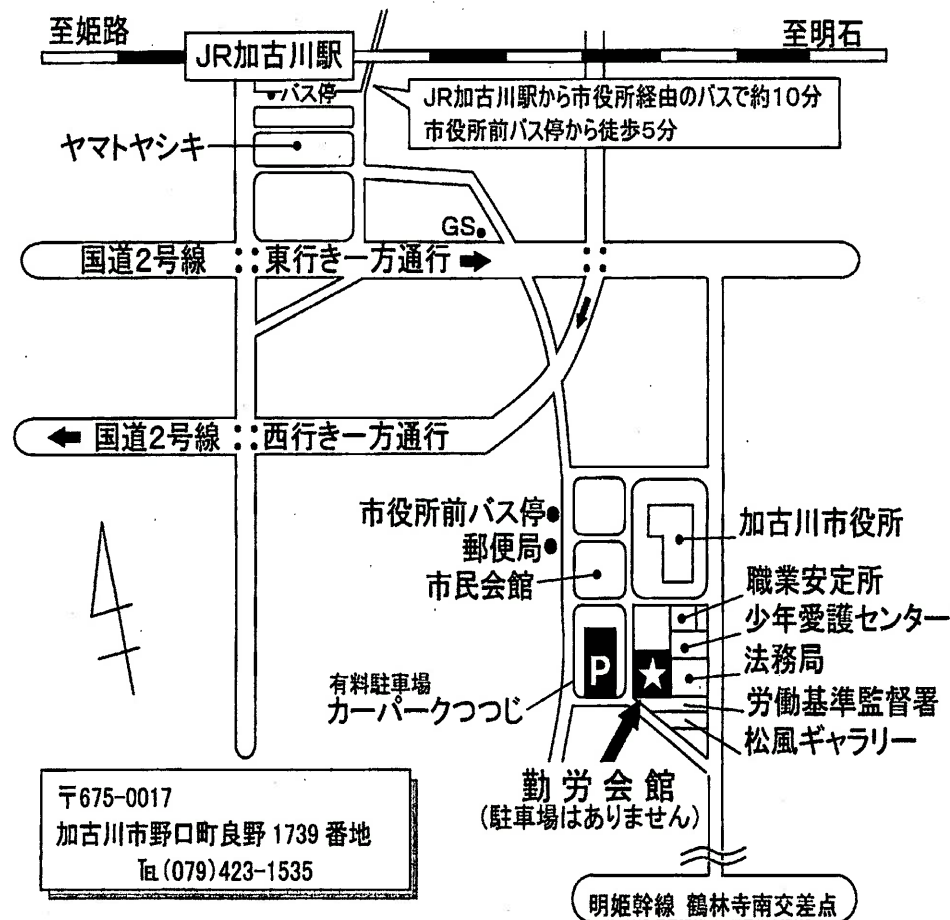 至姫路
至明石
JR加古川駅
バス停
JR加古川駅から市役所経由のバスで約10分
市役所前バス停から徒歩5分
ヤマトヤシキ
GS
国道2号線
東行き一方通行
国道2号線
西行き一方通行
市役所前バス停
郵便局
市民会館
加古川市役所
職業安定所
少年愛護センター
法務局
労働基準監督署
松風ギャラリー
P
有料駐車場
カーパークつつじ
勤労会館
(駐車場はありません)
〒675-0017
加古川市野口町良野1739番地
℡(079)423-1535
明姫幹線 鶴林寺南交差点